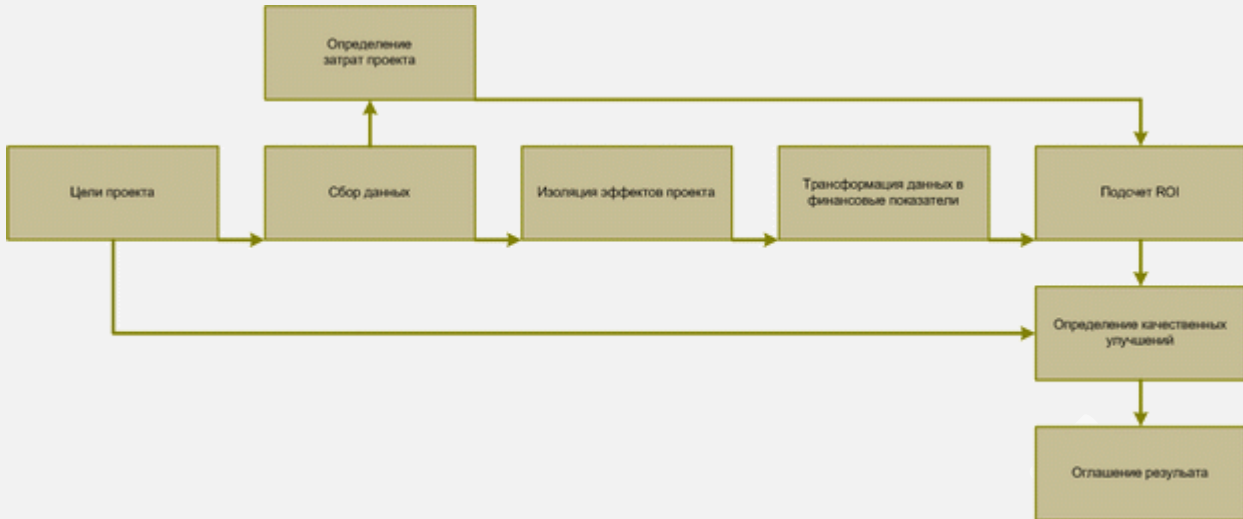 Определение
затрат проекта
Цели проекта
Сбор данных
Изоляция эффектов проекта
Трансформация данных в
финансовые показатели
Подсчет ROI
Определение качественных
улучшений
Оглашение резульата